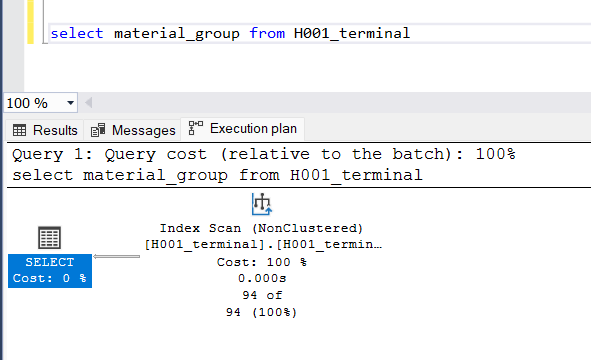 select material_group from H001_terminal
100 %
Results Messages Execution plan
Query 1: Query cost (relative to the batch): 100%
select material_group from H001_terminal
Index Scan (NonClustered)
[H001_terminal].[H001_termin…
SELECT
Cost: 0 %
Cost: 100 %
0.000s
94 of
94 (100%)